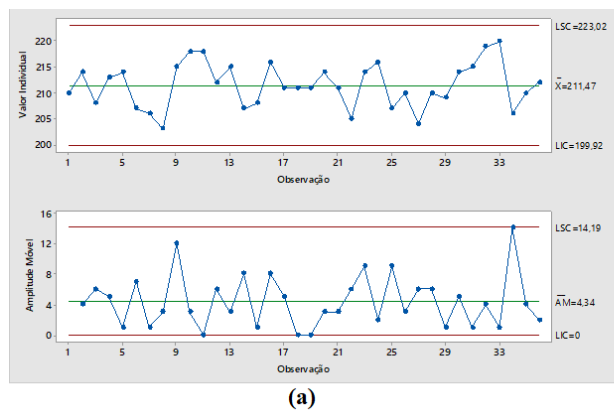 LSC=223,02
220
215
X̄=211,47
210
205
200
LIC=199,92
Valor Individual
1 5 9 13 17 21 25 29 33
Observação
16
LSC=14,19
12
8
A̅M̅=4,34
4
0
LIC=0
Amplitude Móvel
1 5 9 13 17 21 25 29 33
Observação
(a)